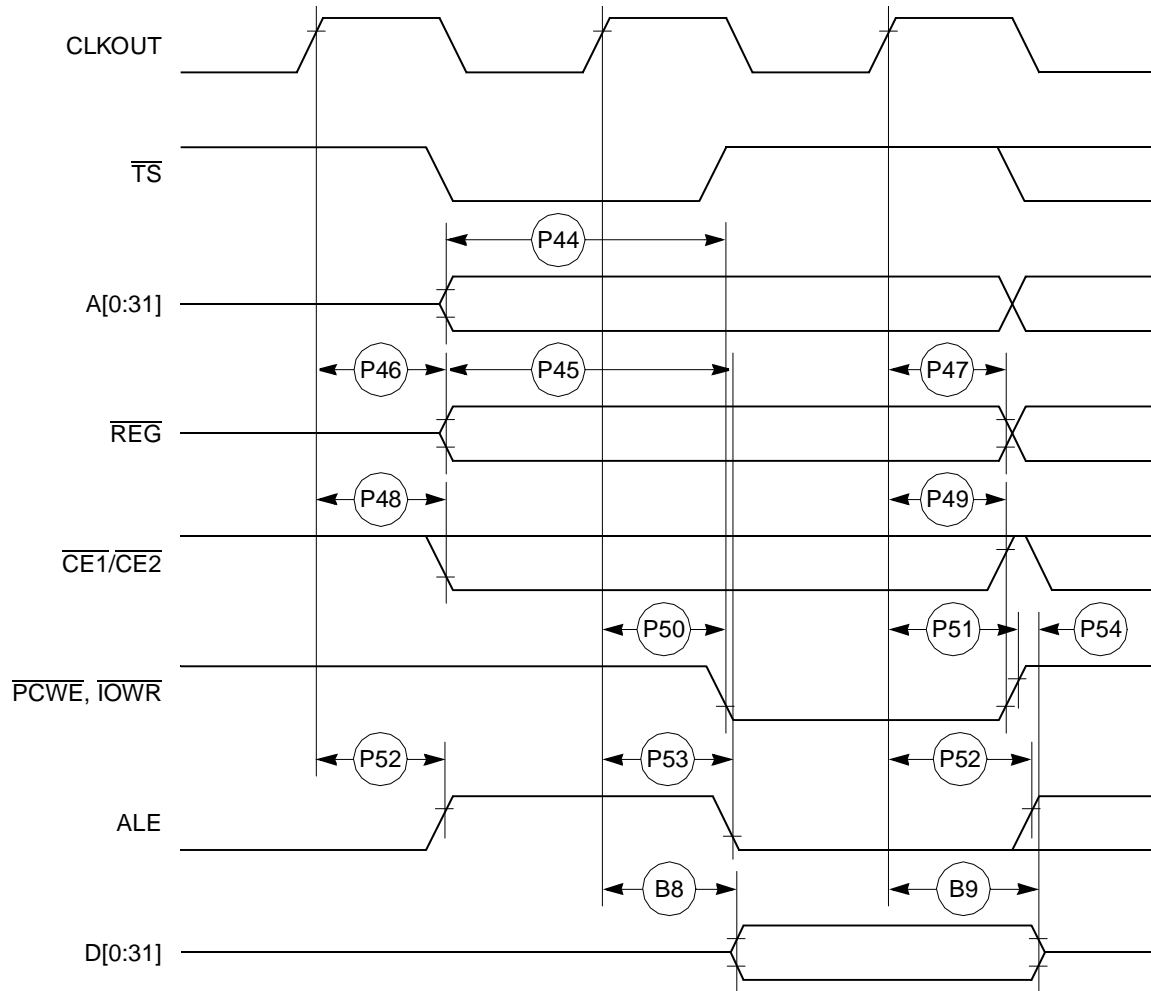 CLKOUT
TS
P44
A[0:31]
P46 P45 P47
REG
P48 P49
CE1/CE2
P50 P51 P54
PCWE, IOWR
P52 P53 P52
ALE
B8 B9
D[0:31]